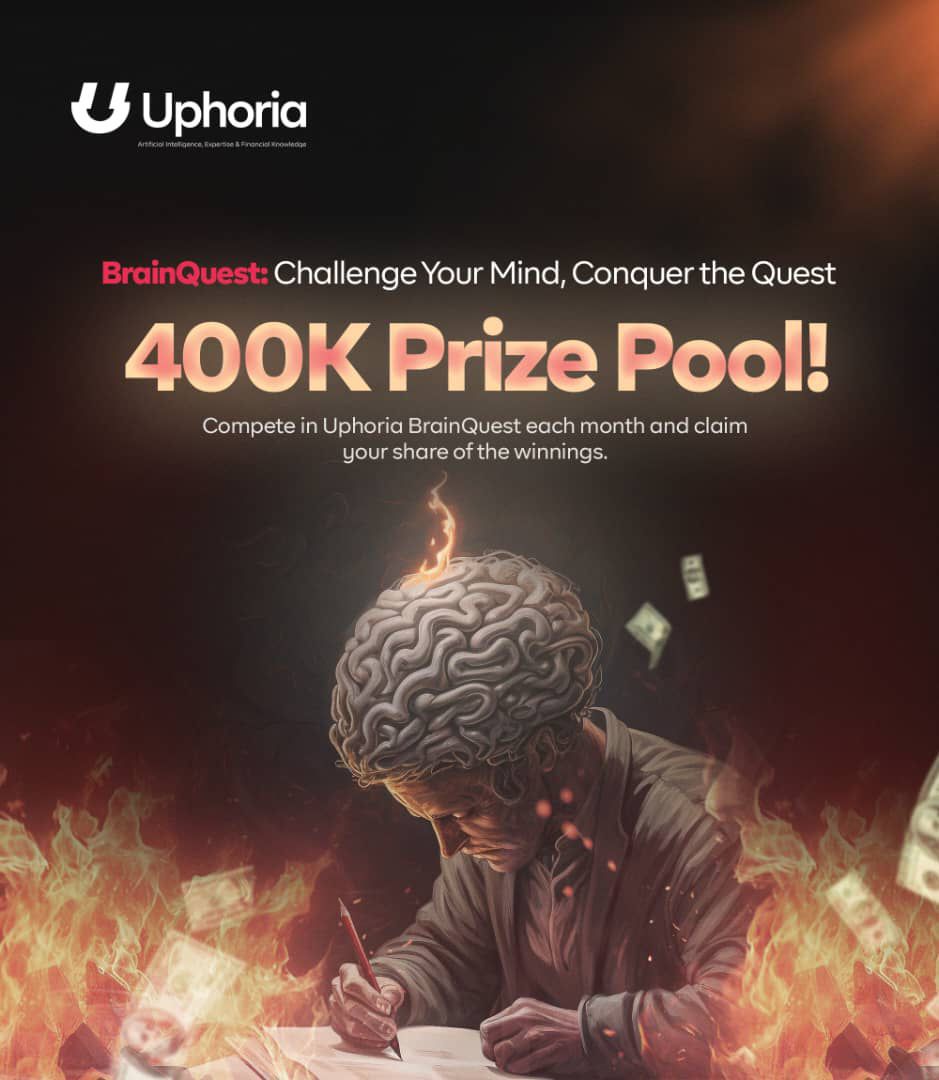 Uphoria
Artificial Intelligence, Expertise & Financial Knowledge
BrainQuest: Challenge Your Mind, Conquer the Quest
400K Prize Pool!
Compete in Uphoria BrainQuest each month and claim
your share of the winnings.